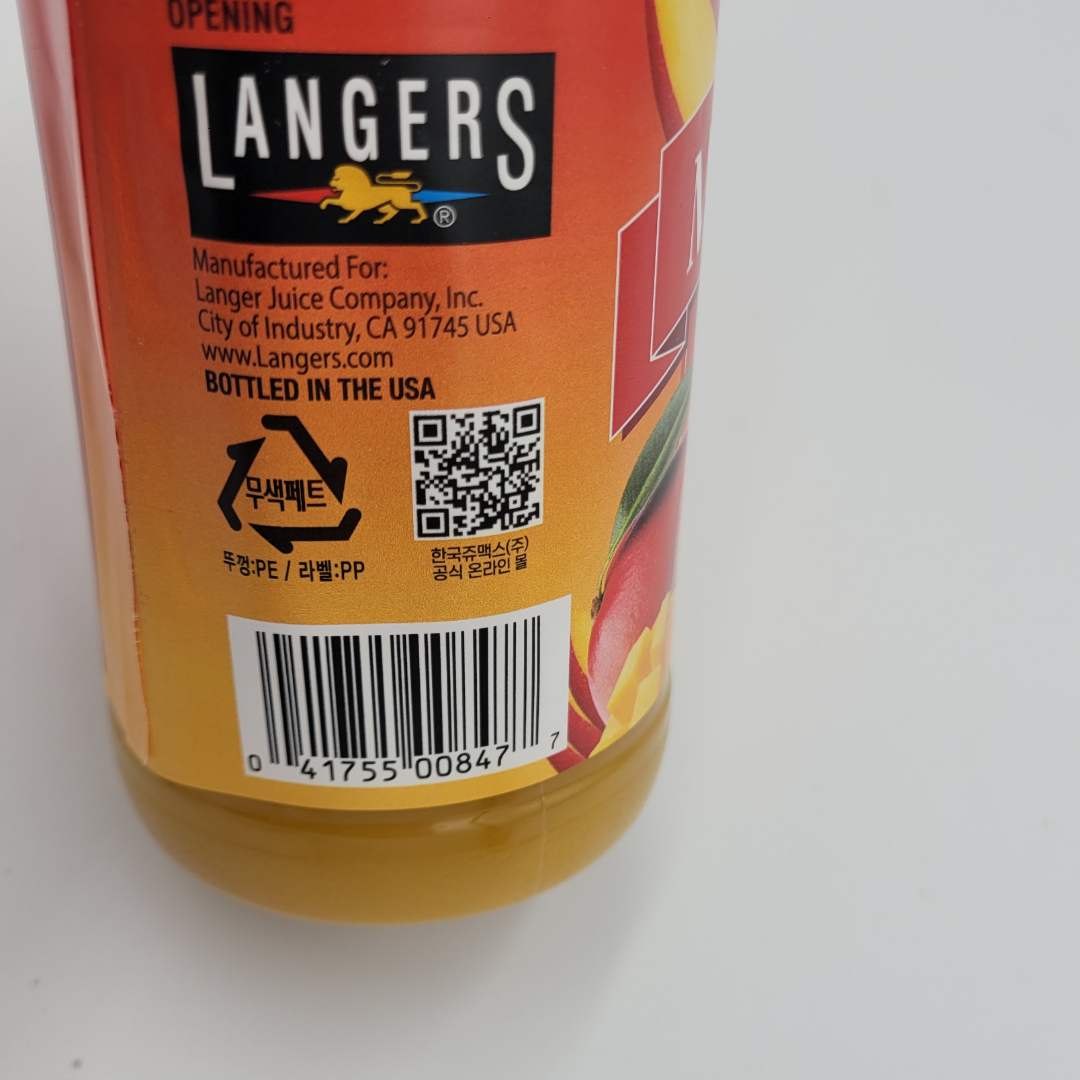 OPENING
LANGERS
®
Manufactured For:
Langer Juice Company, Inc.
City of Industry, CA 91745 USA
www.Langers.com
BOTTLED IN THE USA
무색페트
뚜껑:PE / 라벨:PP
한국쥬맥스(주)
공식 온라인 몰
0 41755 00847 7